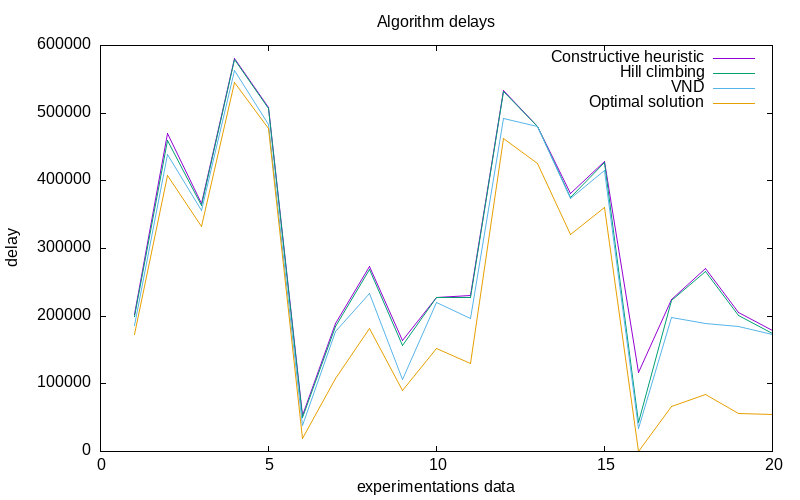 Algorithm delays
600000
500000
400000
300000
200000
100000
0
delay
Constructive heuristic
Hill climbing
VND
Optimal solution
0 5 10 15 20
experimentations data